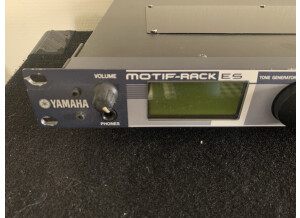 VOLUME
MOTIF-RACK ES
TONE GENERATOR
YAMAHA
PHONES